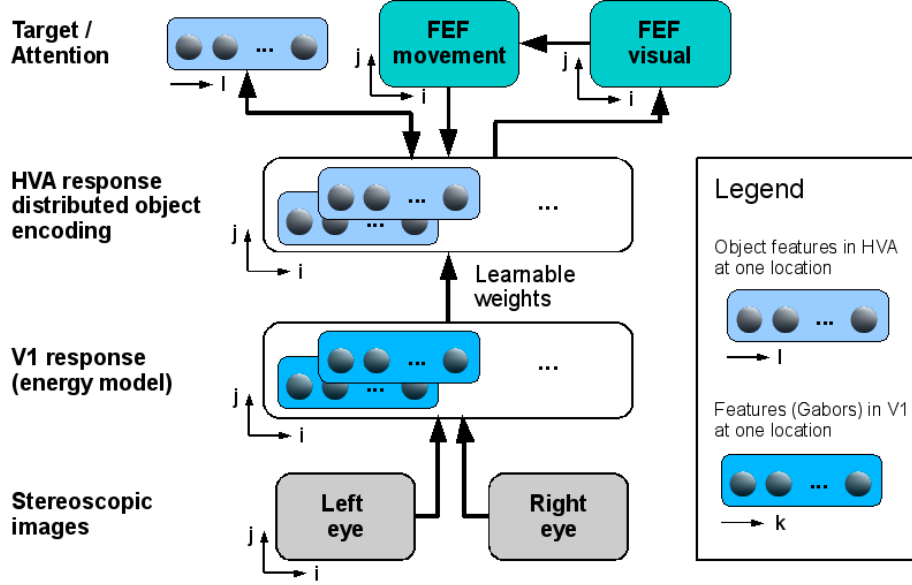 Target /
Attention
...
l
FEF
movement
j
i
FEF
visual
j
i
HVA response
distributed object
encoding
...
...
...
j
i
Learnable
weights
V1 response
(energy model)
...
...
...
j
i
Stereoscopic
images
Left
eye
Right
eye
j
i
Legend
Object features in HVA
at one location
...
l
Features (Gabors) in V1
at one location
...
k